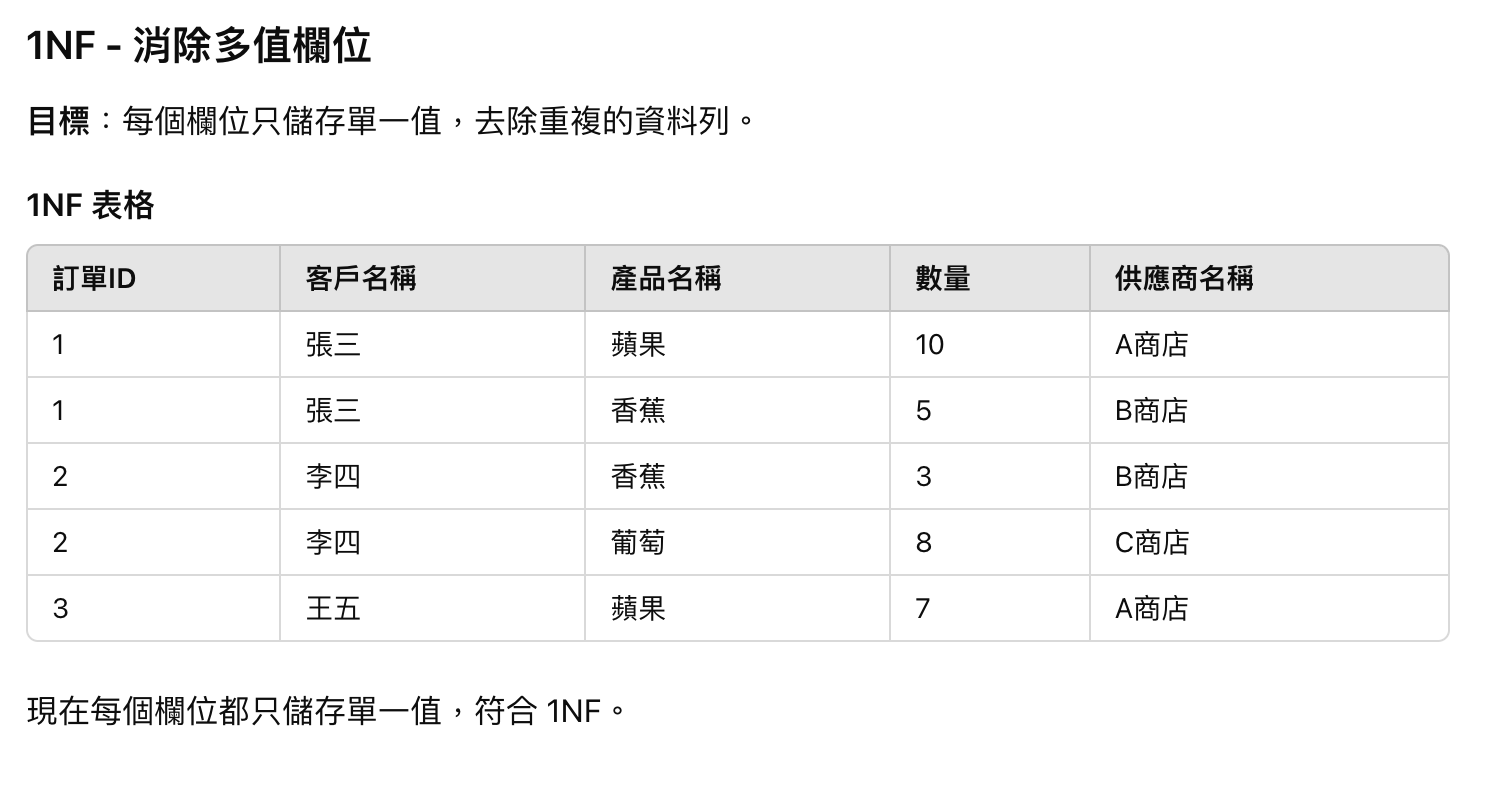 1NF - 消除多值欄位
目標：每個欄位只儲存單一值，去除重複的資料列。
1NF 表格
訂單ID 客戶名稱 產品名稱 數量 供應商名稱
1 張三 蘋果 10 A商店
1 張三 香蕉 5 B商店
2 李四 香蕉 3 B商店
2 李四 葡萄 8 C商店
3 王五 蘋果 7 A商店
現在每個欄位都只儲存單一值，符合 1NF。